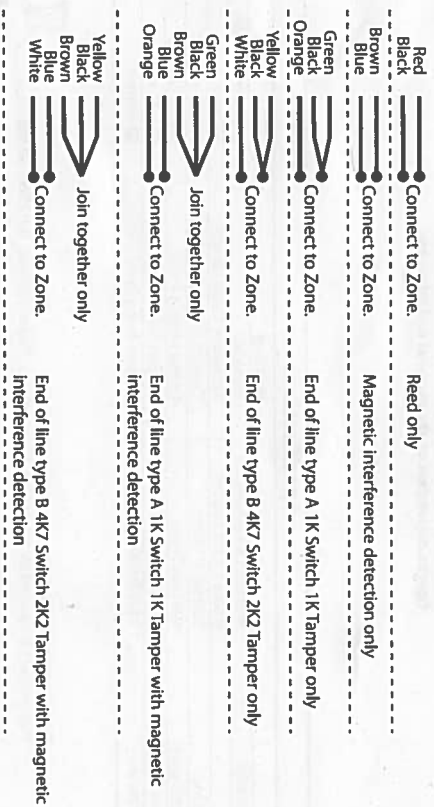 Red
Black
Connect to Zone.
Reed only
Brown
Blue
Connect to Zone.
Magnetic interference detection only
Green
Black
Orange
Connect to Zone.
End of line type A 1K Switch 1K Tamper only
Yellow
Black
White
Connect to Zone.
End of line type B 4K7 Switch 2K2 Tamper only
Green
Black
Brown
Blue
Orange
Join together only
Connect to Zone.
End of line type A 1K Switch 1K Tamper with magnetic
interference detection
Yellow
Black
Brown
Blue
White
Join together only
Connect to Zone.
End of line type B 4K7 Switch 2K2 Tamper with magnetic
interference detection